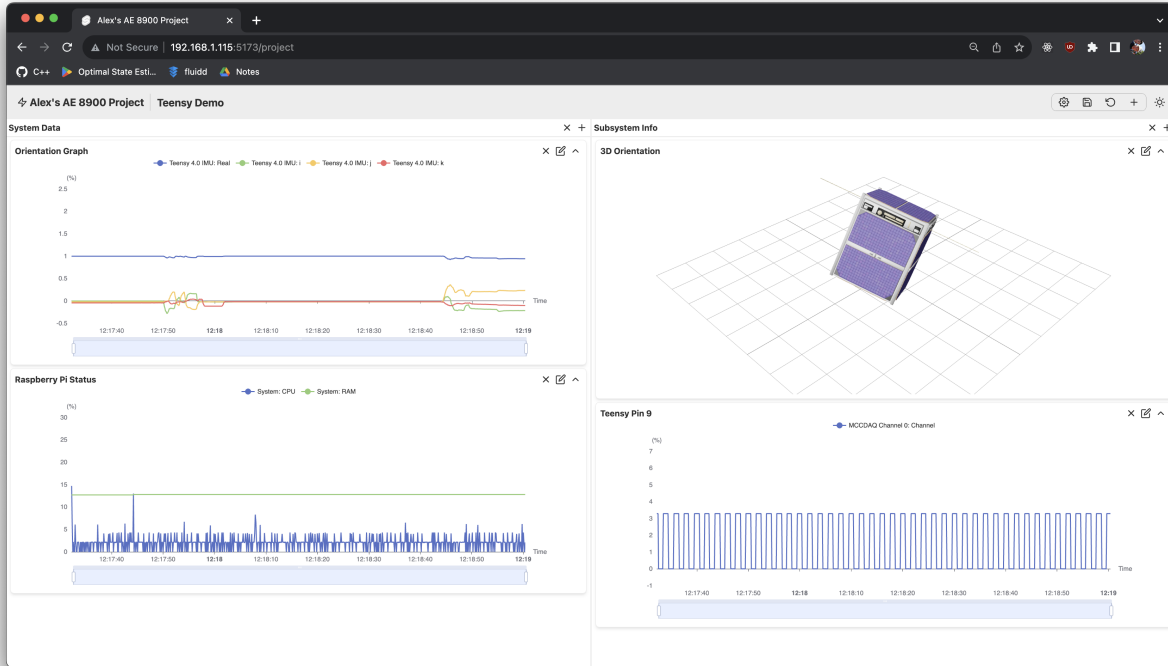 Alex's AE 8900 Project
Not Secure | 192.168.1.115:5173/project
C++ Optimal State Esti... fluidd Notes
Alex's AE 8900 Project Teensy Demo
System Data
Orientation Graph
Teensy 4.0 IMU: Real Teensy 4.0 IMU: i Teensy 4.0 IMU: j Teensy 4.0 IMU: k
(%)
2.5
2
1.5
1
0.5
0
Time
-0.5
12:17:40 12:17:50 12:18 12:18:10 12:18:20 12:18:30 12:18:40 12:18:50 12:19
Raspberry Pi Status
System: CPU System: RAM
(%)
30
25
20
15
10
5
0
Time
12:17:40 12:17:50 12:18 12:18:10 12:18:20 12:18:30 12:18:40 12:18:50 12:19
Subsystem Info
3D Orientation
Teensy Pin 9
MCCDAQ Channel 0: Channel
(%)
7
6
5
4
3
2
1
0
Time
-1
12:17:40 12:17:50 12:18 12:18:10 12:18:20 12:18:30 12:18:40 12:18:50 12:19